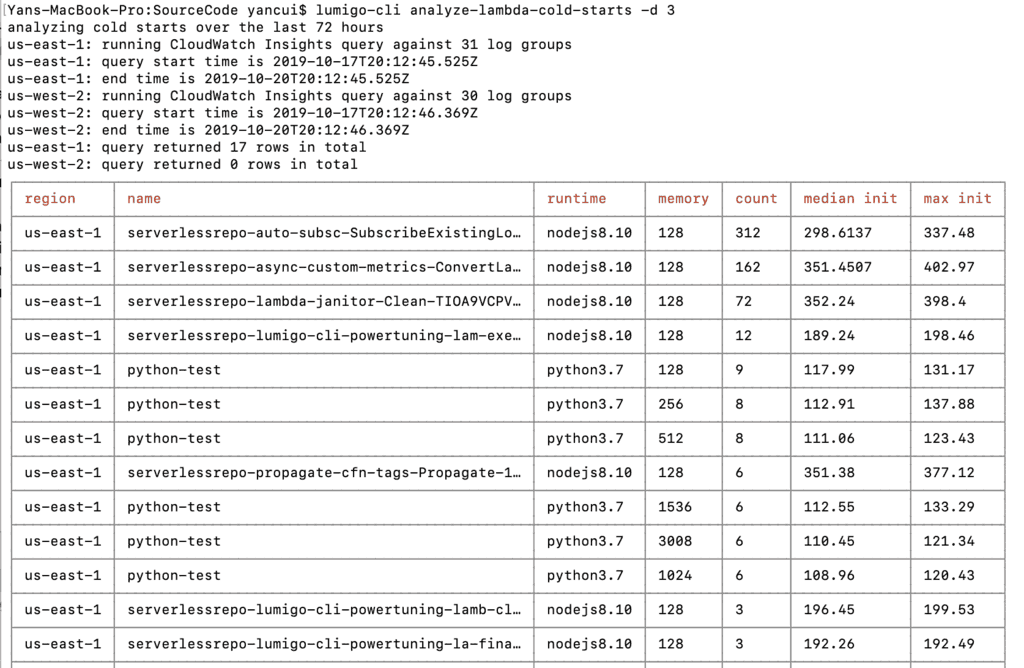 Yans-MacBook-Pro:SourceCode yancui$ lumigo-cli analyze-lambda-cold-starts -d 3
analyzing cold starts over the last 72 hours
us-east-1: running CloudWatch Insights query against 31 log groups
us-east-1: query start time is 2019-10-17T20:12:45.525Z
us-east-1: end time is 2019-10-20T20:12:45.525Z
us-west-2: running CloudWatch Insights query against 30 log groups
us-west-2: query start time is 2019-10-17T20:12:46.369Z
us-west-2: end time is 2019-10-20T20:12:46.369Z
us-east-1: query returned 17 rows in total
us-west-2: query returned 0 rows in total
region name runtime memory count median init max init
us-east-1 serverlessrepo-auto-subsc-SubscribeExistingLo… nodejs8.10 128 312 298.6137 337.48
us-east-1 serverlessrepo-async-custom-metrics-ConvertLa… nodejs8.10 128 162 351.4507 402.97
us-east-1 serverlessrepo-lambda-janitor-Clean-TIOA9VCPV… nodejs8.10 128 72 352.24 398.4
us-east-1 serverlessrepo-lumigo-cli-powertuning-lam-exe… nodejs8.10 128 12 189.24 198.46
us-east-1 python-test python3.7 128 9 117.99 131.17
us-east-1 python-test python3.7 256 8 112.91 137.88
us-east-1 python-test python3.7 512 8 111.06 123.43
us-east-1 serverlessrepo-propagate-cfn-tags-Propagate-1… nodejs8.10 128 6 351.38 377.12
us-east-1 python-test python3.7 1536 6 112.55 133.29
us-east-1 python-test python3.7 3008 6 110.45 121.34
us-east-1 python-test python3.7 1024 6 108.96 120.43
us-east-1 serverlessrepo-lumigo-cli-powertuning-lamb-cl… nodejs8.10 128 3 196.45 199.53
us-east-1 serverlessrepo-lumigo-cli-powertuning-la-fina… nodejs8.10 128 3 192.26 192.49